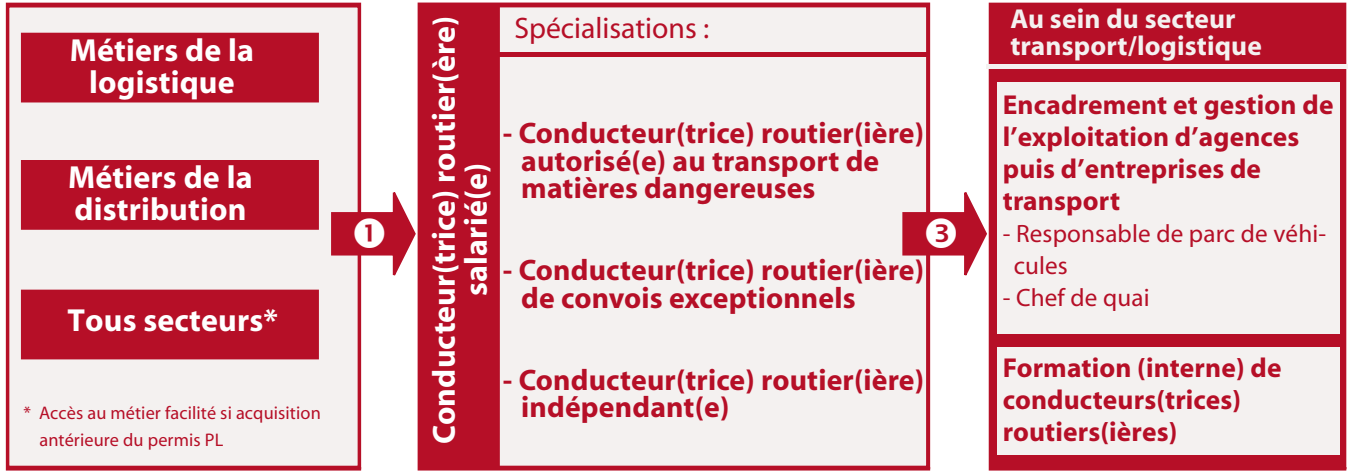 Métiers de la
logistique
Métiers de la
distribution
Tous secteurs*
* Accès au métier facilité si acquisition
antérieure du permis PL
1
Conducteur(trice) routier(ère)
salarié(e)
Spécialisations :
- Conducteur(trice) routier(ière)
autorisé(e) au transport de
matières dangereuses
- Conducteur(trice) routier(ière)
de convois exceptionnels
- Conducteur(trice) routier(ière)
indépendant(e)
3
Au sein du secteur
transport/logistique
Encadrement et gestion de
l'exploitation d'agences
puis d'entreprises de
transport
- Responsable de parc de véhi-
cules
- Chef de quai
Formation (interne) de
conducteurs(trices)
routiers(ières)